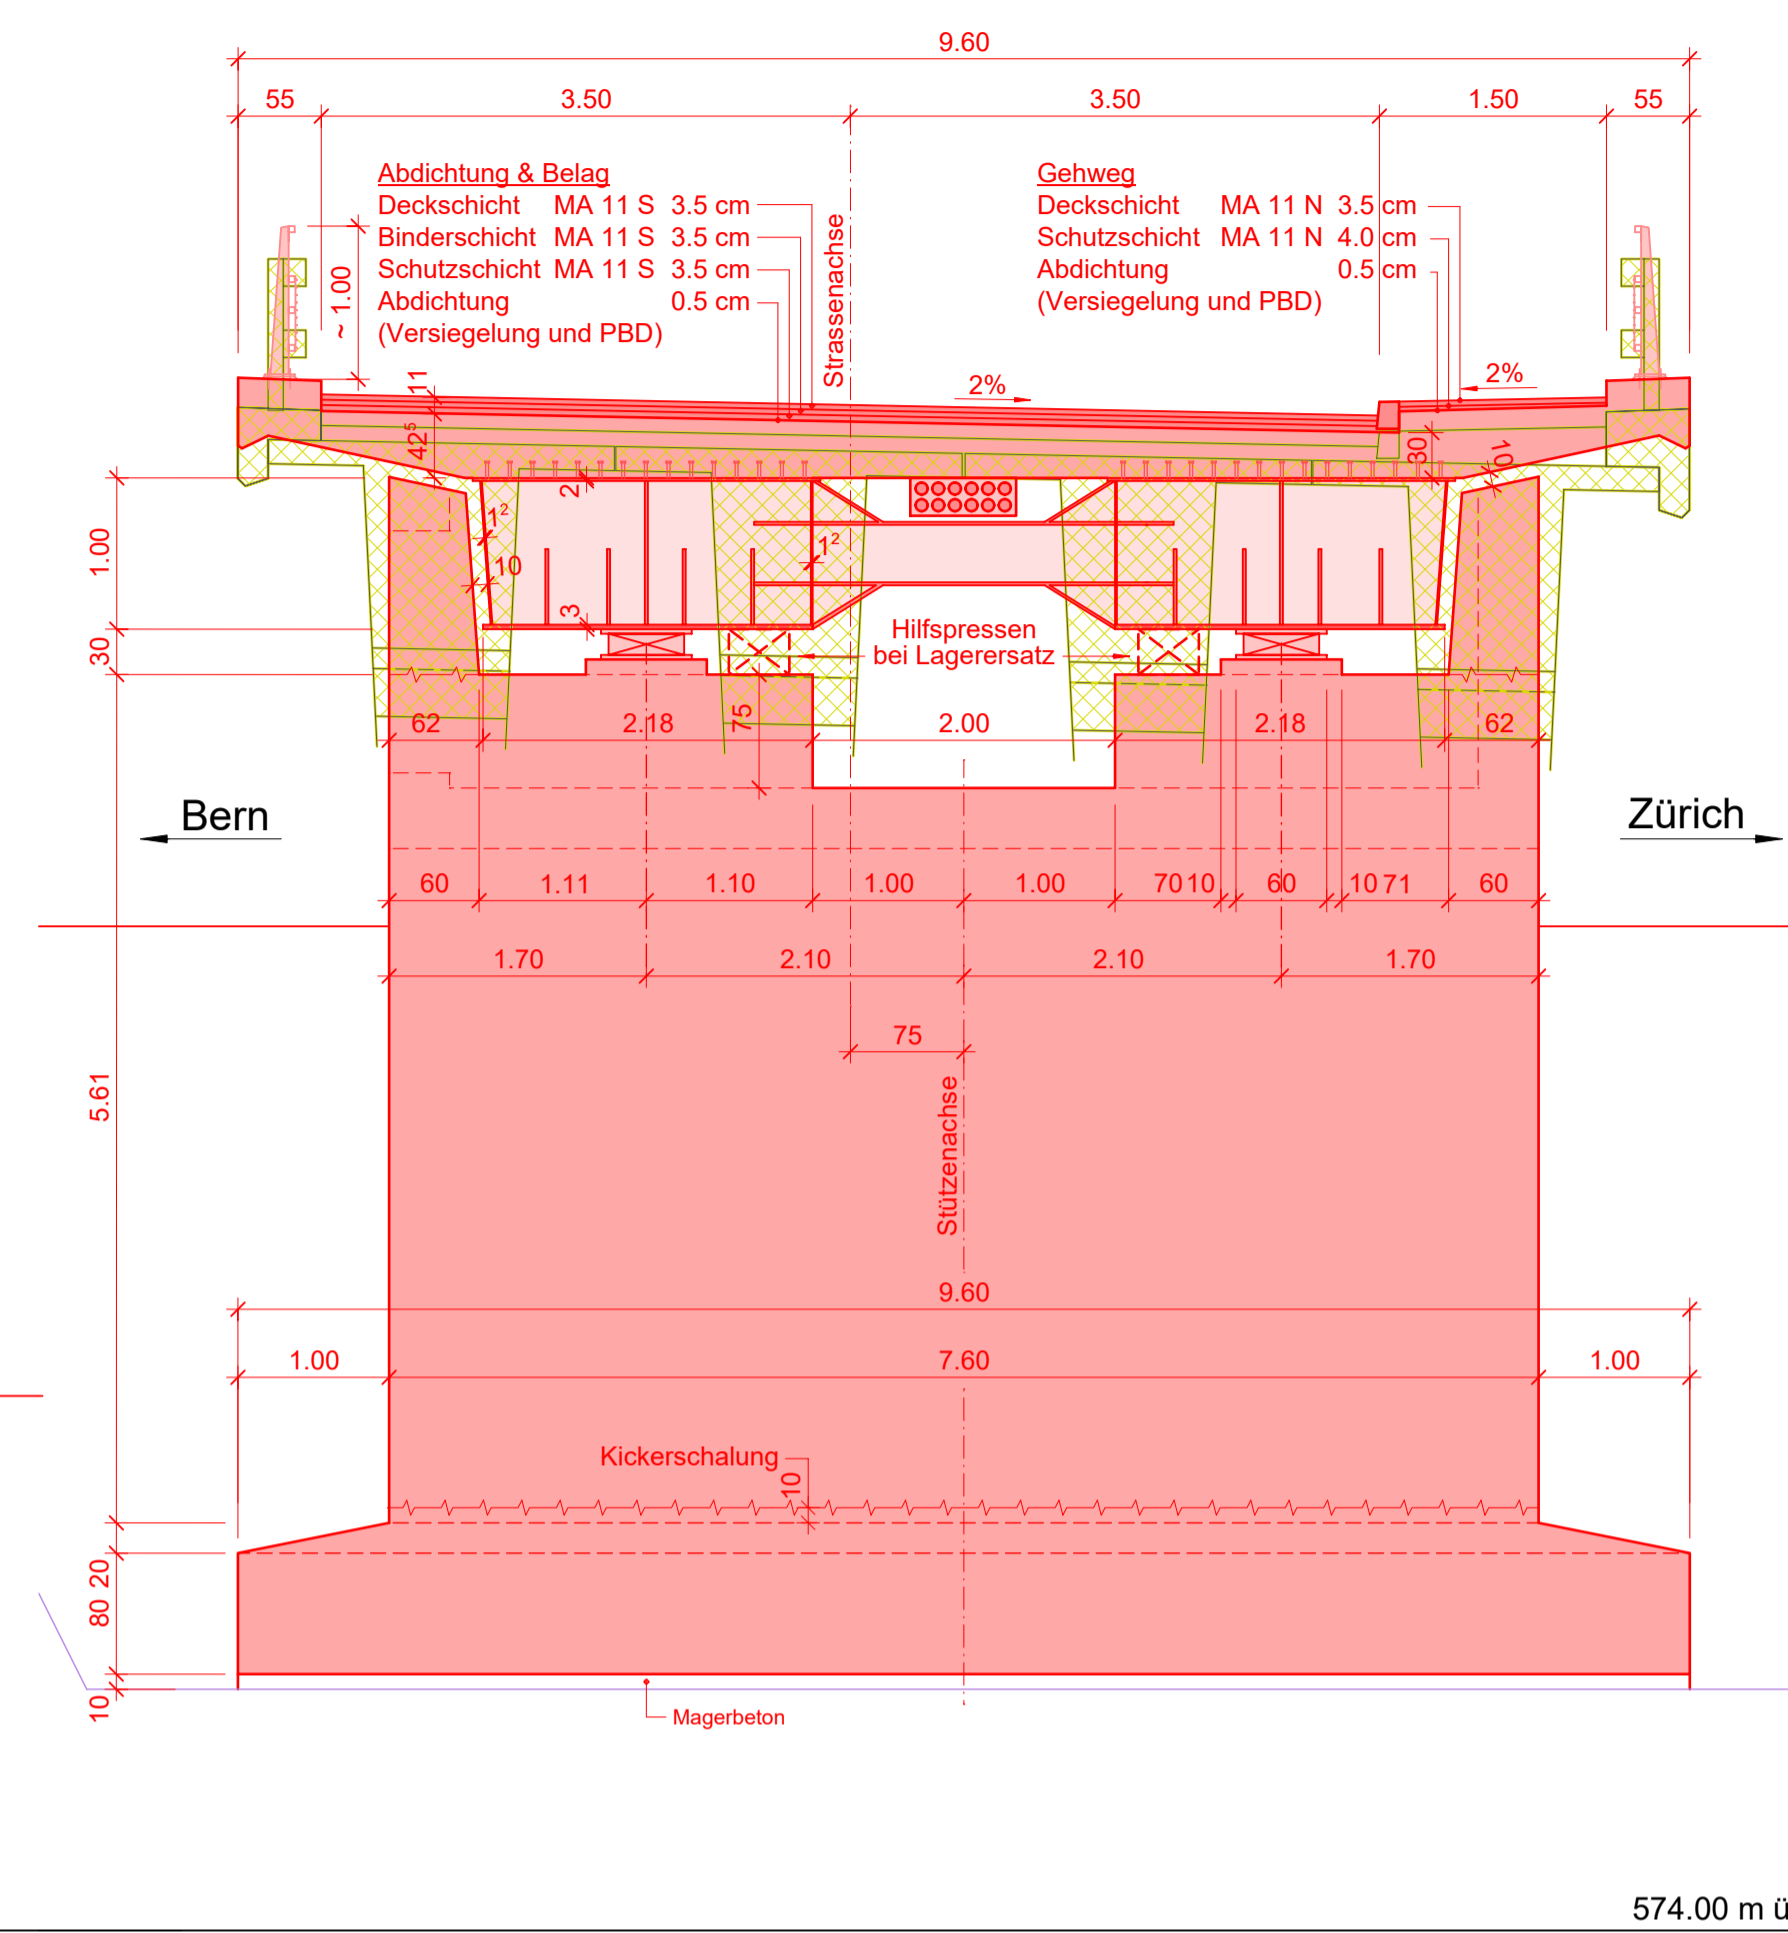 9.60
55 3.50 3.50 1.50 55
Abdichtung & Belag
Deckschicht MA 11 S 3.5 cm
Binderschicht MA 11 S 3.5 cm
Schutzschicht MA 11 S 3.5 cm
Abdichtung 0.5 cm
(Versiegelung und PBD)
Strassenachse
Gehweg
Deckschicht MA 11 N 3.5 cm
Schutzschicht MA 11 N 4.0 cm
Abdichtung 0.5 cm
(Versiegelung und PBD)
~ 1.00
11
2%
2%
42⁵
30
10
2
1²
1²
10
3
1.00
30
Hilfspressen
bei Lagerersatz
62 2.18 75 2.00 2.18 62
Bern
Zürich
60 1.11 1.10 1.00 1.00 70 10 60 10 71 60
1.70 2.10 2.10 1.70
75
5.61
Stützenachse
9.60
1.00 7.60 1.00
Kickerschalung
10
20
80
10
Magerbeton
574.00 m ü